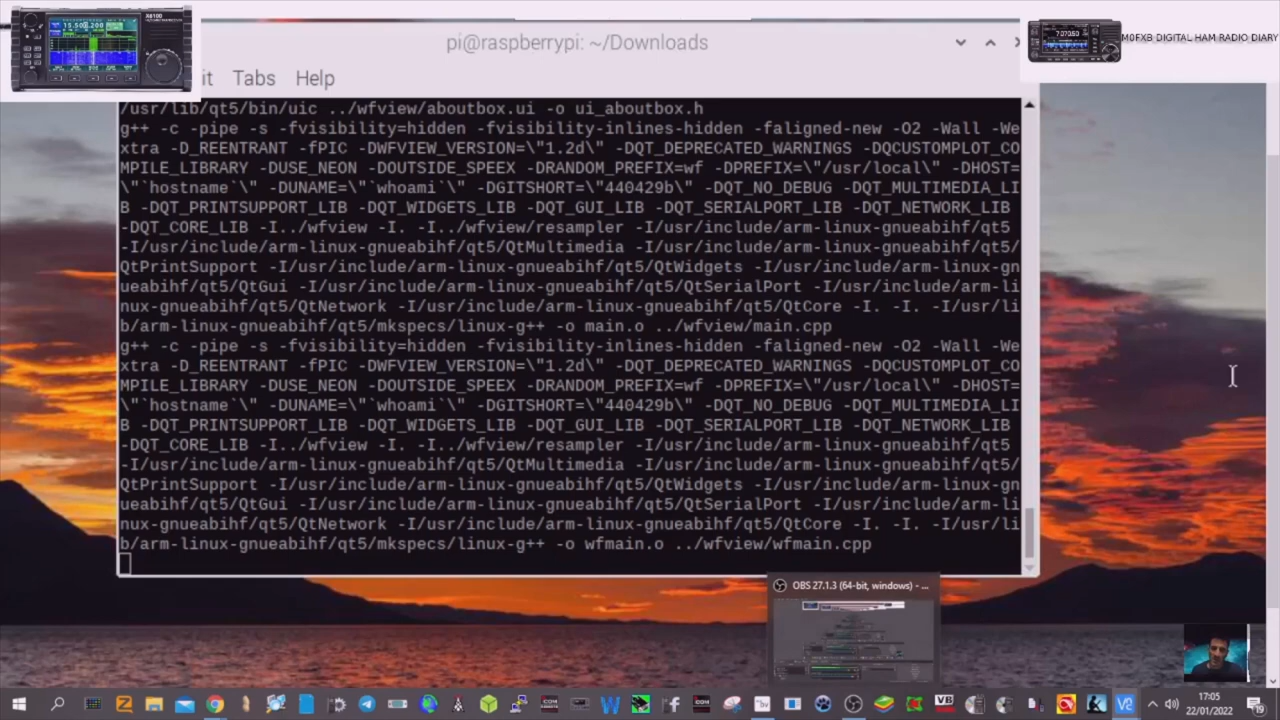 X6100
15.500.200
pi@raspberrypi: ~/Downloads
7.070.50
M0FXB DIGITAL HAM RADIO DIARY
it Tabs Help
/usr/lib/qt5/bin/uic ../wfview/aboutbox.ui -o ui_aboutbox.h
g++ -c -pipe -s -fvisibility=hidden -fvisibility-inlines-hidden -faligned-new -O2 -Wall -We
xtra -D_REENTRANT -fPIC -DWFVIEW_VERSION=\"1.2d\" -DQT_DEPRECATED_WARNINGS -DQCUSTOMPLOT_CO
MPILE_LIBRARY -DUSE_NEON -DOUTSIDE_SPEEX -DRANDOM_PREFIX=wf -DPREFIX=\"/usr/local\" -DHOST=
\"`hostname`\" -DUNAME=\"`whoami`\" -DGITSHORT=\"440429b\" -DQT_NO_DEBUG -DQT_MULTIMEDIA_LI
B -DQT_PRINTSUPPORT_LIB -DQT_WIDGETS_LIB -DQT_GUI_LIB -DQT_SERIALPORT_LIB -DQT_NETWORK_LIB
-DQT_CORE_LIB -I../wfview -I. -I../wfview/resampler -I/usr/include/arm-linux-gnueabihf/qt5
-I/usr/include/arm-linux-gnueabihf/qt5/QtMultimedia -I/usr/include/arm-linux-gnueabihf/qt5/
QtPrintSupport -I/usr/include/arm-linux-gnueabihf/qt5/QtWidgets -I/usr/include/arm-linux-gn
ueabihf/qt5/QtGui -I/usr/include/arm-linux-gnueabihf/qt5/QtSerialPort -I/usr/include/arm-li
nux-gnueabihf/qt5/QtNetwork -I/usr/include/arm-linux-gnueabihf/qt5/QtCore -I. -I. -I/usr/li
b/arm-linux-gnueabihf/qt5/mkspecs/linux-g++ -o main.o ../wfview/main.cpp
g++ -c -pipe -s -fvisibility=hidden -fvisibility-inlines-hidden -faligned-new -O2 -Wall -We
xtra -D_REENTRANT -fPIC -DWFVIEW_VERSION=\"1.2d\" -DQT_DEPRECATED_WARNINGS -DQCUSTOMPLOT_CO
MPILE_LIBRARY -DUSE_NEON -DOUTSIDE_SPEEX -DRANDOM_PREFIX=wf -DPREFIX=\"/usr/local\" -DHOST=
\"`hostname`\" -DUNAME=\"`whoami`\" -DGITSHORT=\"440429b\" -DQT_NO_DEBUG -DQT_MULTIMEDIA_LI
B -DQT_PRINTSUPPORT_LIB -DQT_WIDGETS_LIB -DQT_GUI_LIB -DQT_SERIALPORT_LIB -DQT_NETWORK_LIB
-DQT_CORE_LIB -I../wfview -I. -I../wfview/resampler -I/usr/include/arm-linux-gnueabihf/qt5
-I/usr/include/arm-linux-gnueabihf/qt5/QtMultimedia -I/usr/include/arm-linux-gnueabihf/qt5/
QtPrintSupport -I/usr/include/arm-linux-gnueabihf/qt5/QtWidgets -I/usr/include/arm-linux-gn
ueabihf/qt5/QtGui -I/usr/include/arm-linux-gnueabihf/qt5/QtSerialPort -I/usr/include/arm-li
nux-gnueabihf/qt5/QtNetwork -I/usr/include/arm-linux-gnueabihf/qt5/QtCore -I. -I. -I/usr/li
b/arm-linux-gnueabihf/qt5/mkspecs/linux-g++ -o wfmain.o ../wfview/wfmain.cpp
OBS 27.1.3 (64-bit, windows) - ...
17:05
22/01/2022
19